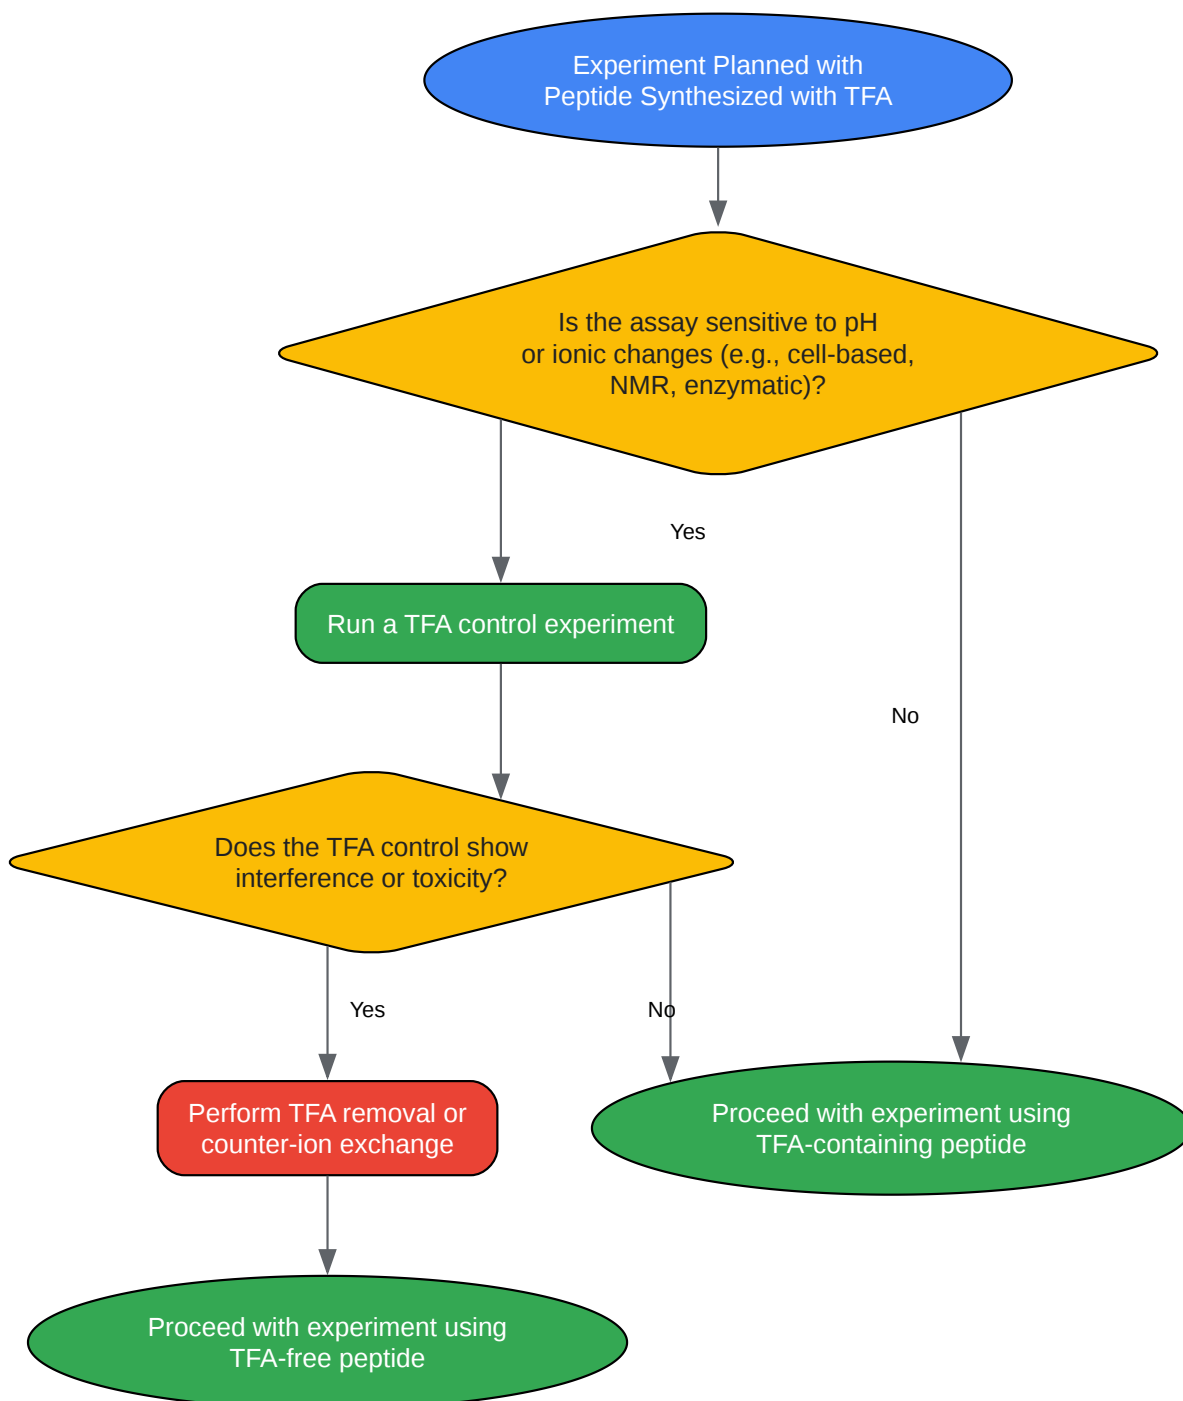 Experiment Planned with
Peptide Synthesized with TFA
Is the assay sensitive to pH
or ionic changes (e.g., cell-based,
NMR, enzymatic)?
Yes
Run a TFA control experiment
No
Does the TFA control show
interference or toxicity?
Yes
No
Perform TFA removal or
counter-ion exchange
Proceed with experiment using
TFA-containing peptide
Proceed with experiment using
TFA-free peptide